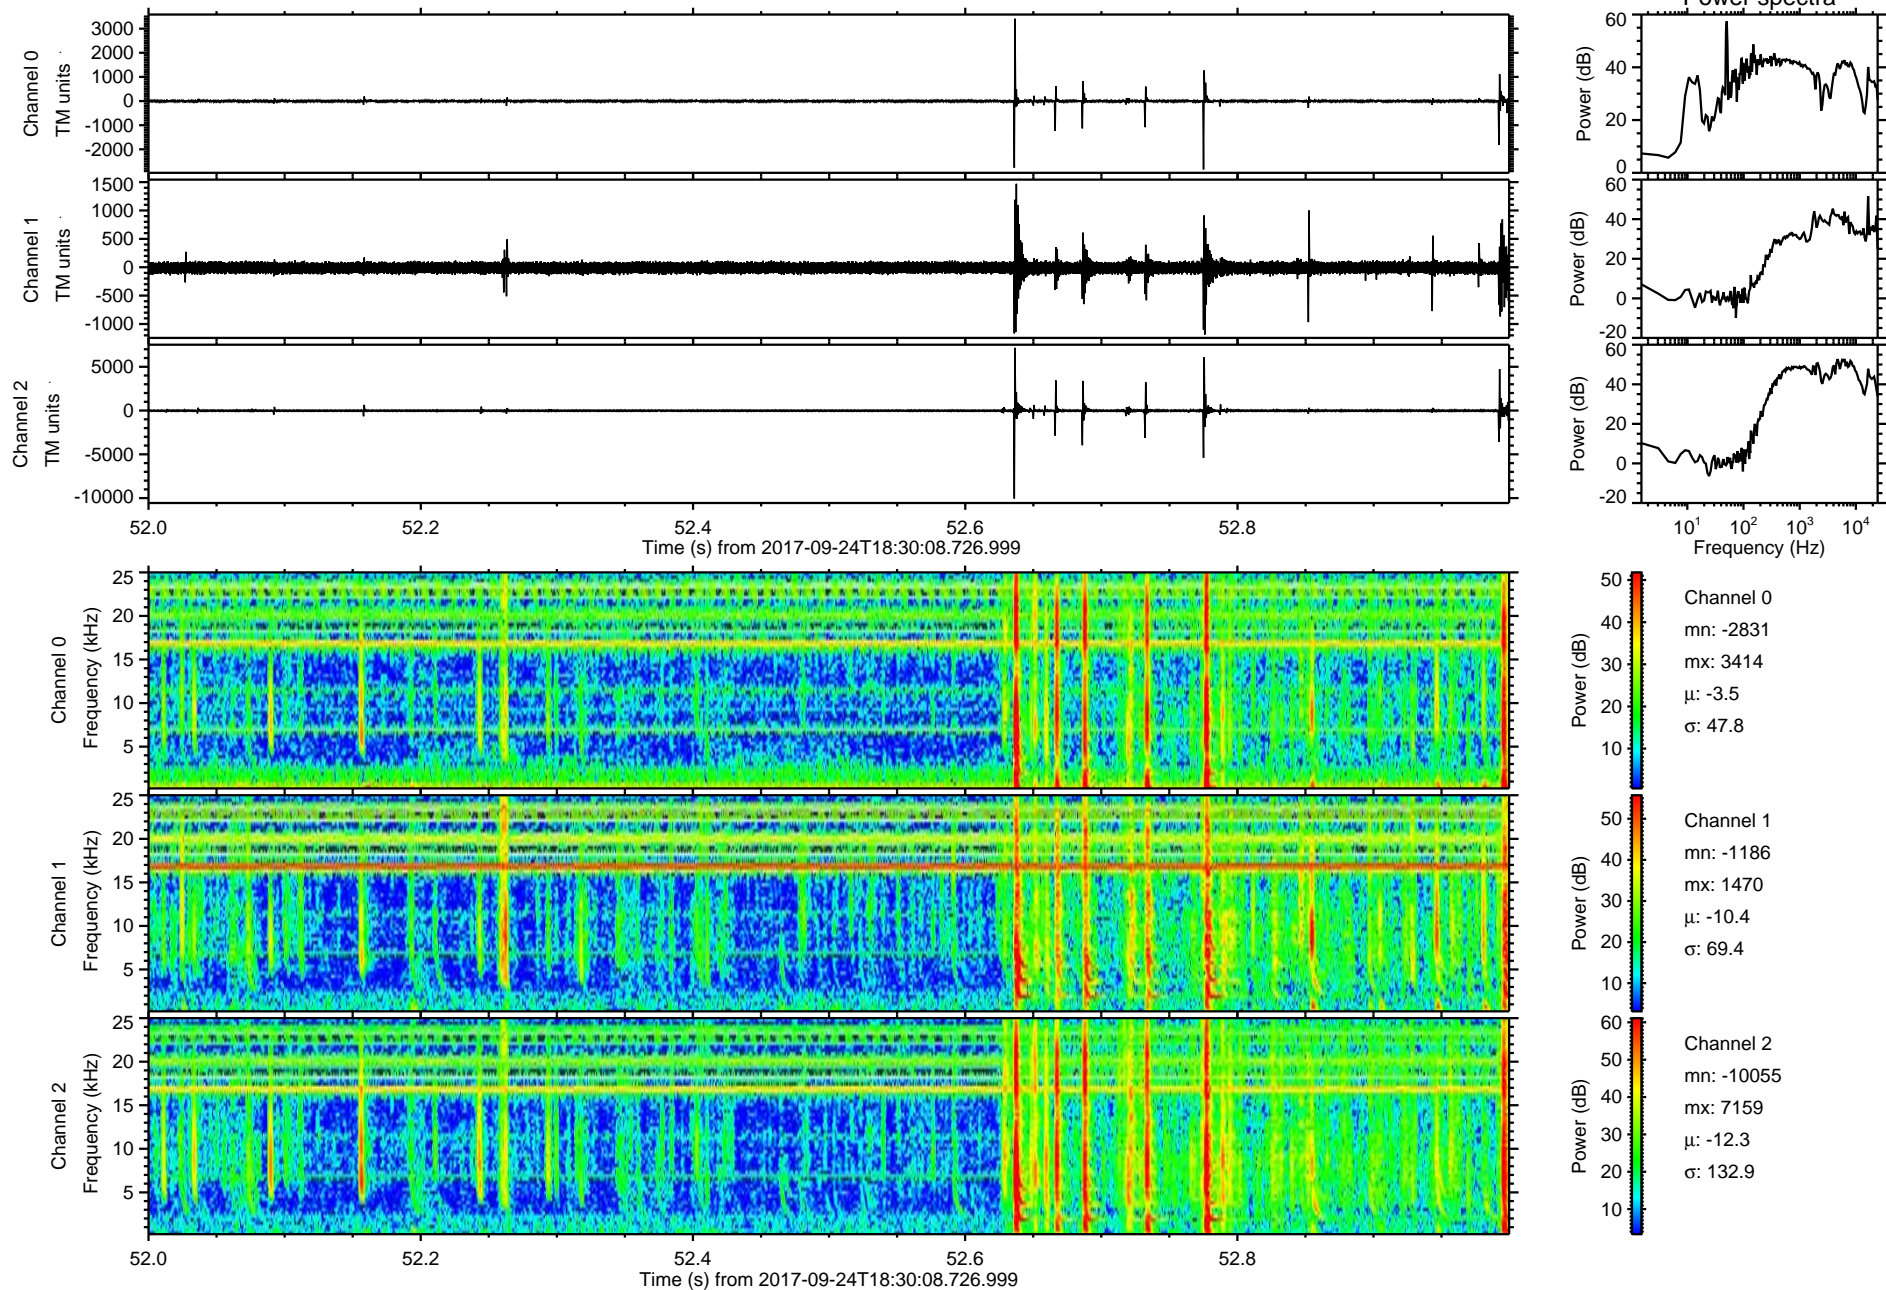 Power spectra
Channel 0
TM units
3000
2000
1000
0
-1000
-2000
Power (dB)
60
40
20
0
Channel 1
TM units
1500
1000
500
0
-500
-1000
Power (dB)
60
40
20
0
-20
Channel 2
TM units
5000
0
-5000
-10000
Power (dB)
60
40
20
0
-20
52.0 52.2 52.4 52.6 52.8
Time (s) from 2017-09-24T18:30:08.726.999
10¹ 10² 10³ 10⁴
Frequency (Hz)
Channel 0
Frequency (kHz)
25
20
15
10
5
Power (dB)
50
40
30
20
10
Channel 0
mn: -2831
mx: 3414
μ: -3.5
σ: 47.8
Channel 1
Frequency (kHz)
25
20
15
10
5
Power (dB)
50
40
30
20
10
Channel 1
mn: -1186
mx: 1470
μ: -10.4
σ: 69.4
Channel 2
Frequency (kHz)
25
20
15
10
5
Power (dB)
60
50
40
30
20
10
Channel 2
mn: -10055
mx: 7159
μ: -12.3
σ: 132.9
52.0 52.2 52.4 52.6 52.8
Time (s) from 2017-09-24T18:30:08.726.999